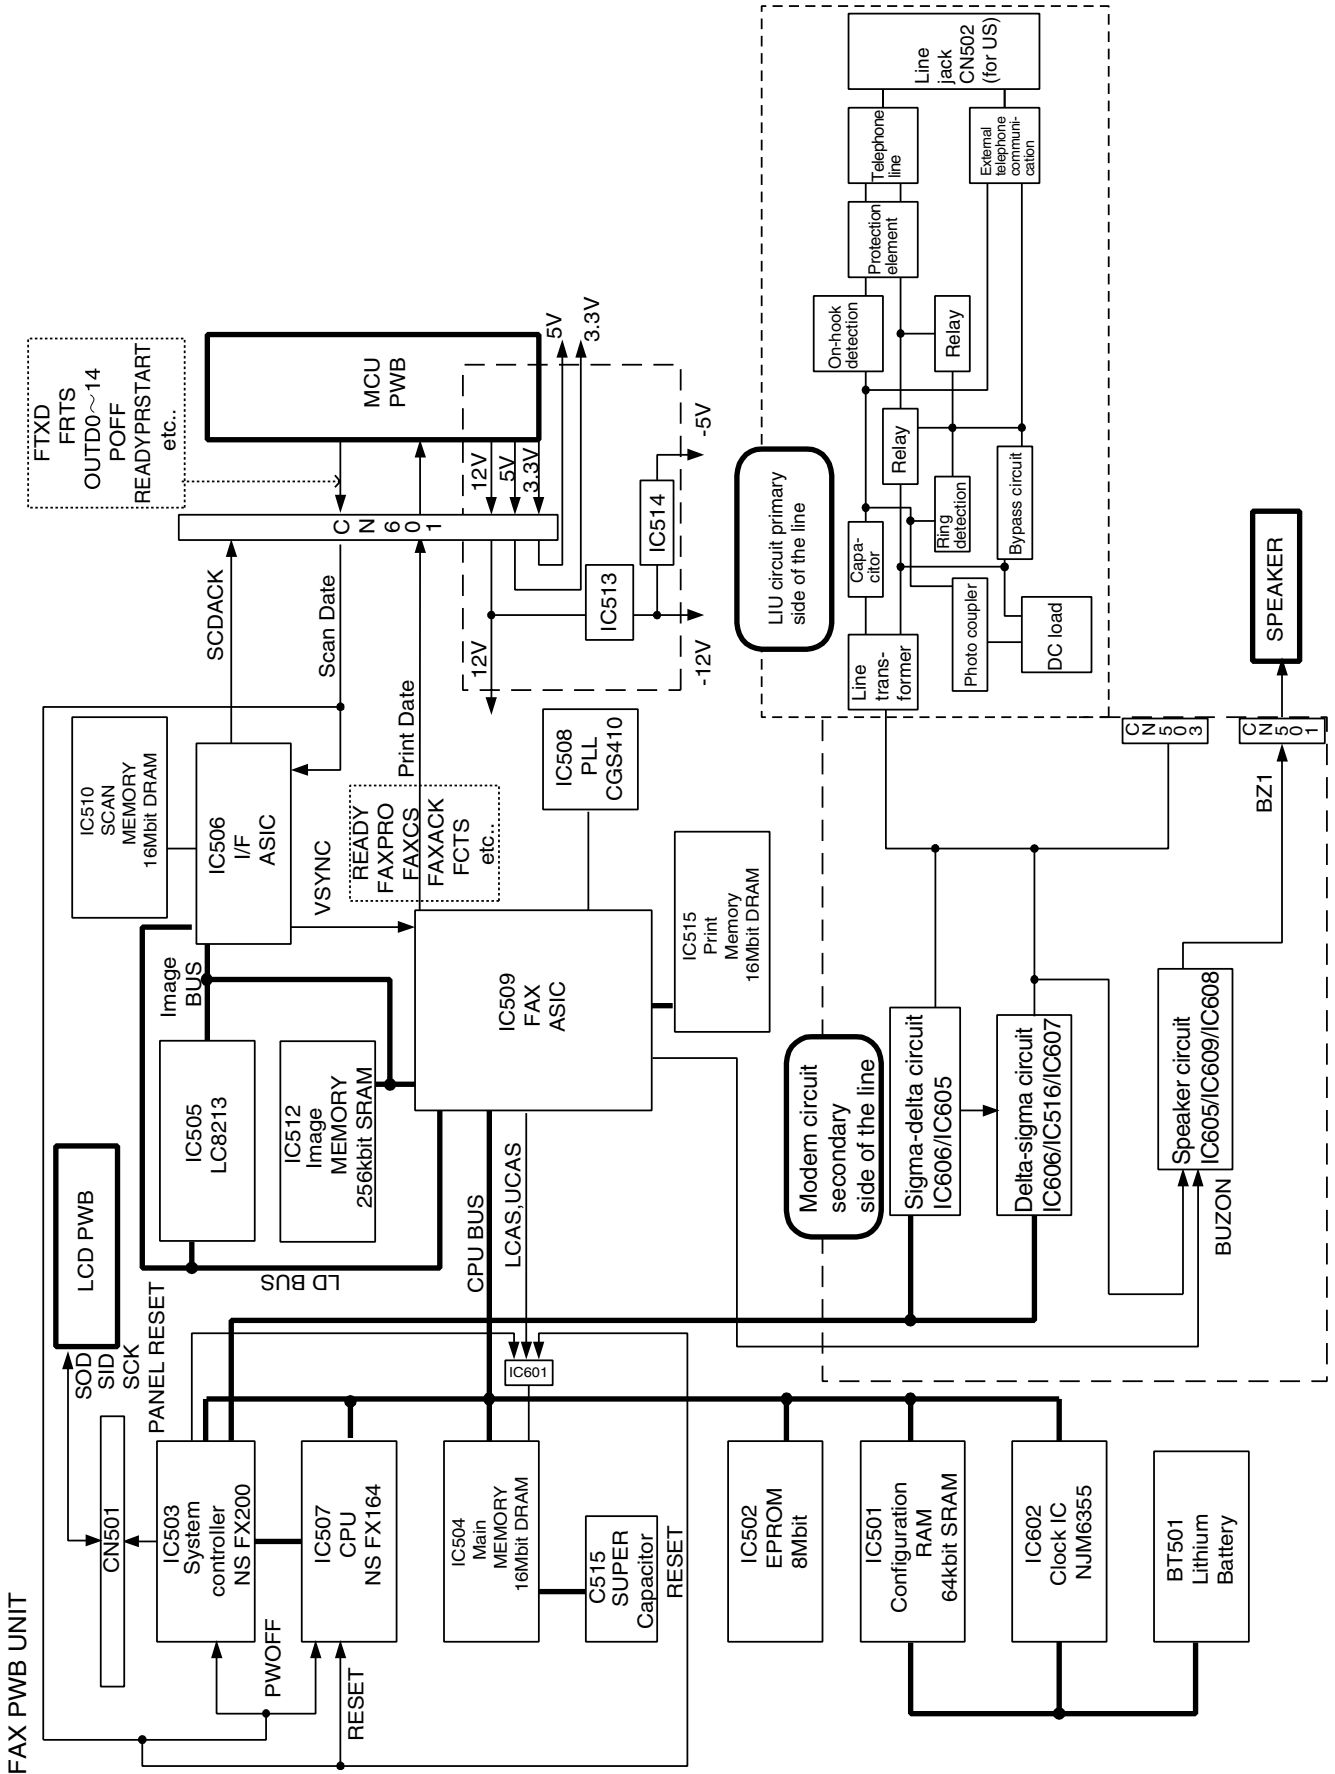 FAX PWB UNIT
CN501
SOD
SID
SCK
PANEL RESET
LCD PWB
IC503
System
controller
NS FX200
IC507
CPU
NS FX164
PWOFF
RESET
IC504
Main
MEMORY
16Mbit DRAM
C515
SUPER
Capacitor
RESET
IC502
EPROM
8Mbit
IC501
Configuration
RAM
64kbit SRAM
IC602
Clock IC
NJM6355
BT501
Lithium
Battery
IC601
CPU BUS
LCAS,UCAS
LD BUS
IC505
LC8213
IC512
Image
MEMORY
256kbit SRAM
Image
BUS
IC510
SCAN
MEMORY
16Mbit DRAM
IC506
I/F
ASIC
VSYNC
IC509
FAX
ASIC
READY
FAXPRO
FAXCS
FAXACK
FCTS
etc..
IC508
PLL
CGS410
IC515
Print
Memory
16Mbit DRAM
SCDACK
Scan Date
Print Date
CN601
FTXD
FRTS
OUTD0～14
POFF
READYPRSTART
etc..
MCU
PWB
12V
5V
3.3V
12V
5V
3.3V
IC513
IC514
-12V
-5V
Modem circuit
secondary
side of the line
Sigma-delta circuit
IC606/IC605
Delta-sigma circuit
IC606/IC516/IC607
Speaker circuit
IC605/IC609/IC608
BUZON
BZ1
CN503
CN501
SPEAKER
LIU circuit primary
side of the line
Line
trans-
former
Capa-
citor
Photo coupler
DC load
Ring
detection
Bypass circuit
Relay
Relay
On-hook
detection
Protection
element
Telephone
line
External
telephone
communi-
cation
Line
jack
CN502
(for US)